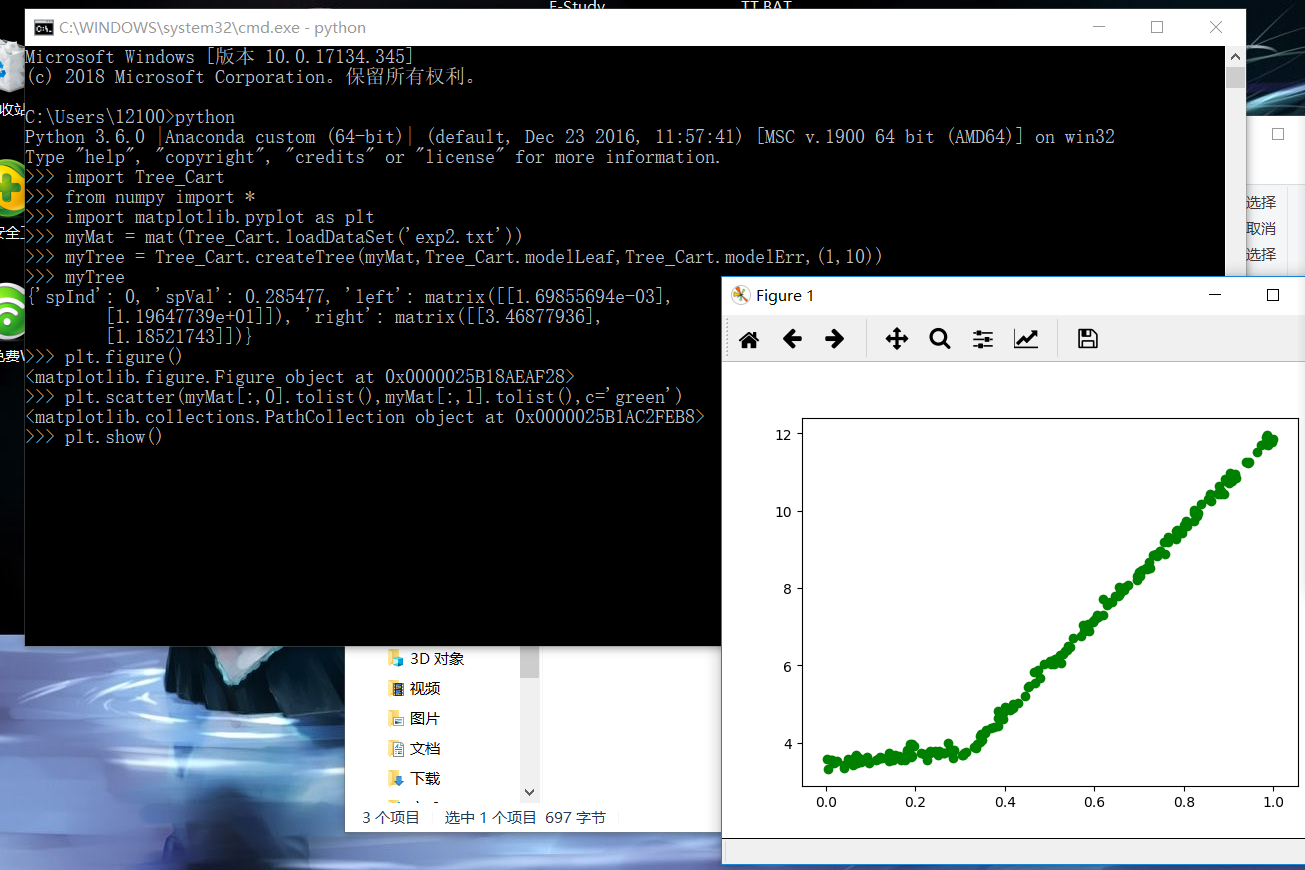 E-Study
TT.BAT
C:\WINDOWS\system32\cmd.exe - python
Microsoft Windows [版本 10.0.17134.345]
(c) 2018 Microsoft Corporation。保留所有权利。
C:\Users\12100>python
Python 3.6.0 |Anaconda custom (64-bit)| (default, Dec 23 2016, 11:57:41) [MSC v.1900 64 bit (AMD64)] on win32
Type "help", "copyright", "credits" or "license" for more information.
>>> import Tree_Cart
>>> from numpy import *
>>> import matplotlib.pyplot as plt
>>> myMat = mat(Tree_Cart.loadDataSet('exp2.txt'))
>>> myTree = Tree_Cart.createTree(myMat,Tree_Cart.modelLeaf,Tree_Cart.modelErr,(1,10))
>>> myTree
{'spInd': 0, 'spVal': 0.285477, 'left': matrix([[1.69855694e-03],
[1.19647739e+01]]), 'right': matrix([[3.46877936],
[1.18521743]])}
>>> plt.figure()
<matplotlib.figure.Figure object at 0x0000025B18AEAF28>
>>> plt.scatter(myMat[:,0].tolist(),myMat[:,1].tolist(),c='green')
<matplotlib.collections.PathCollection object at 0x0000025B1AC2FEB8>
>>> plt.show()
收站
安全
免费
选择
取消
选择
Figure 1
12
10
8
6
4
0.0 0.2 0.4 0.6 0.8 1.0
3D 对象
视频
图片
文档
下载
3 个项目 选中 1 个项目 697 字节